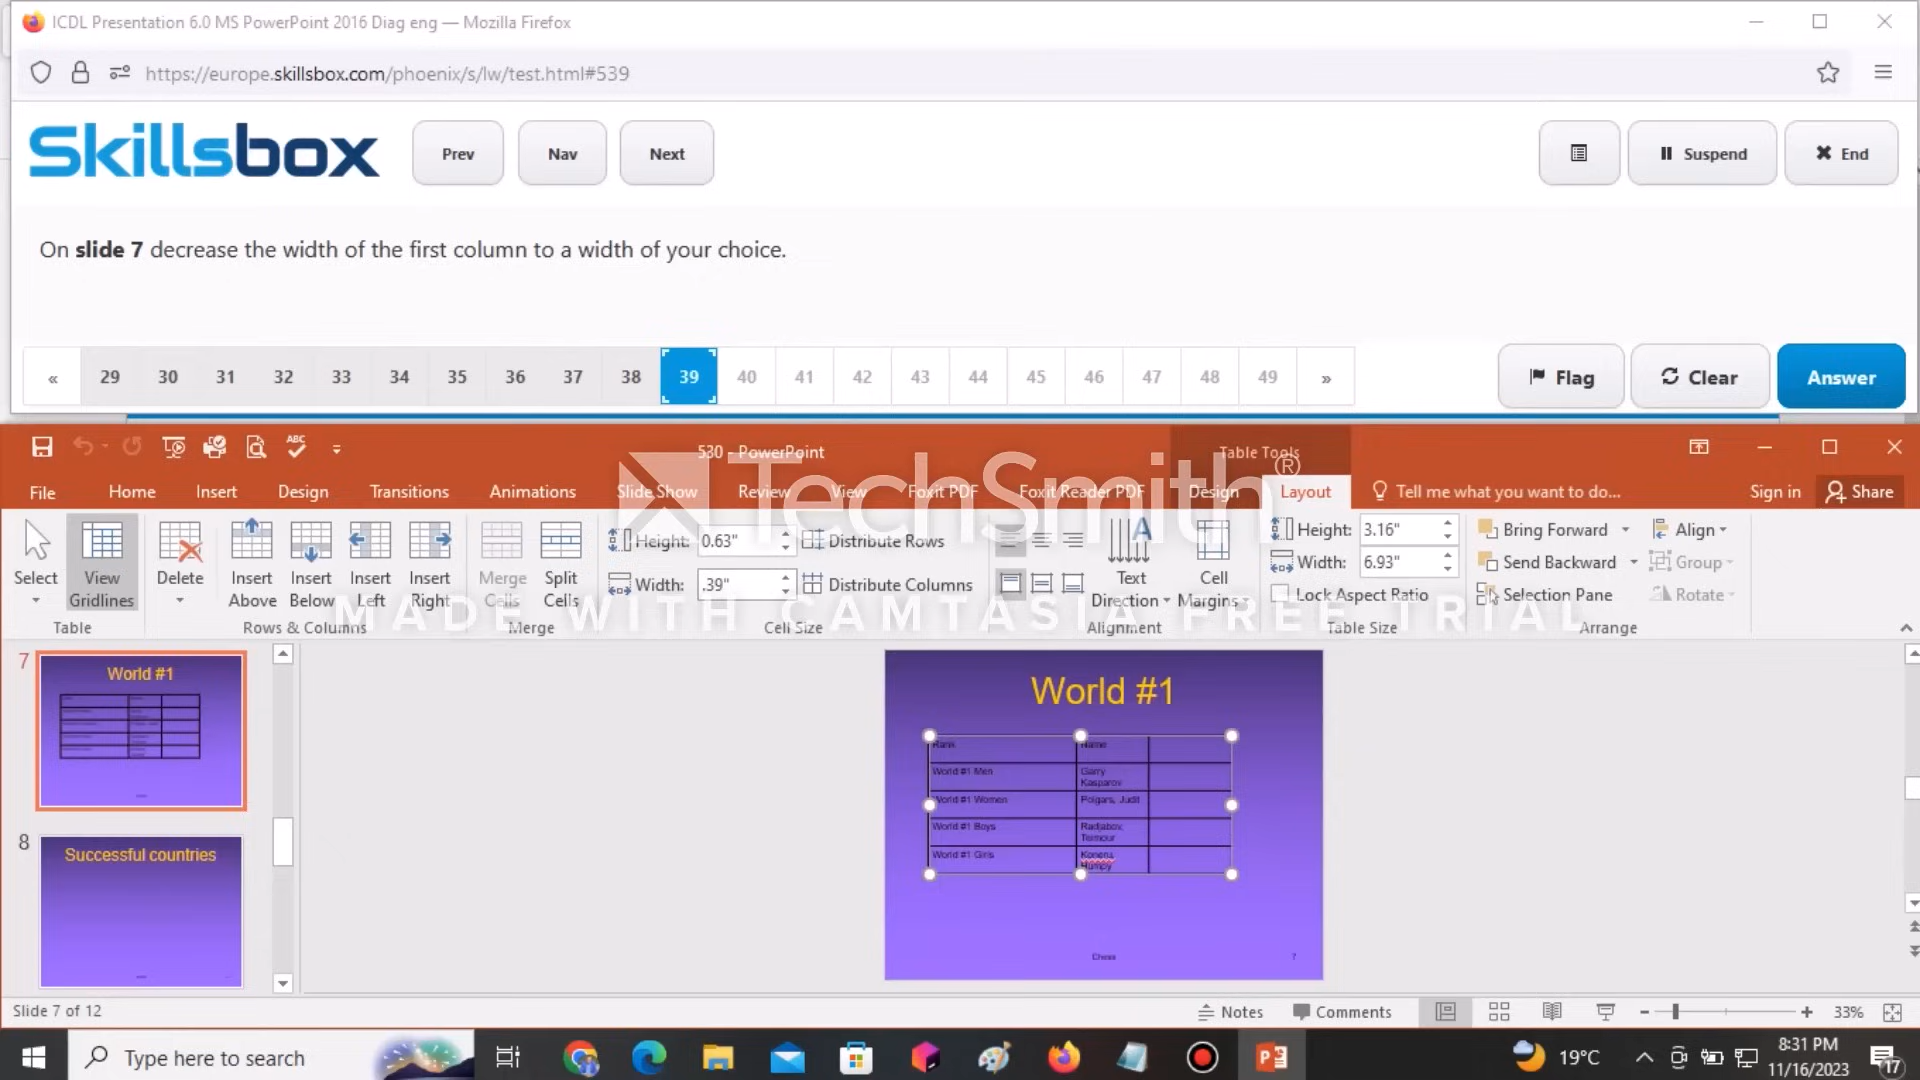 ICDL Presentation 6.0 MS PowerPoint 2016 Diag eng — Mozilla Firefox
https://europe.skillsbox.com/phoenix/s/lw/test.html#539
Skillsbox
Prev
Nav
Next
Suspend
End
On slide 7 decrease the width of the first column to a width of your choice.
« 29 30 31 32 33 34 35 36 37 38 39 40 41 42 43 44 45 46 47 48 49 »
Flag
Clear
Answer
530 - PowerPoint
Table Tools
File Home Insert Design Transitions Animations Slide Show Review View Foxit PDF Foxit Reader PDF Design Layout Tell me what you want to do... Sign in Share
TechSmith®
Select
View Gridlines
Table
Delete
Insert Above
Insert Below
Insert Left
Insert Right
Rows & Columns
Merge Cells
Split Cells
Merge
Height: 0.63"
Width: .39"
Distribute Rows
Distribute Columns
Cell Size
Text Direction
Cell Margins
Alignment
Height: 3.16"
Width: 6.93"
Lock Aspect Ratio
Table Size
Bring Forward
Send Backward
Selection Pane
Align
Group
Rotate
Arrange
MADE WITH CAMTASIA FREE TRIAL
7
World #1
8
Successful countries
World #1
Rank Name
World #1 Men Garry Kasparov
World #1 Women Polgars, Judit
World #1 Boys Radjabov, Teimour
World #1 Girls Koneru, Humpy
Chess
7
Slide 7 of 12
Notes
Comments
33%
Type here to search
19°C
8:31 PM
11/16/2023
17